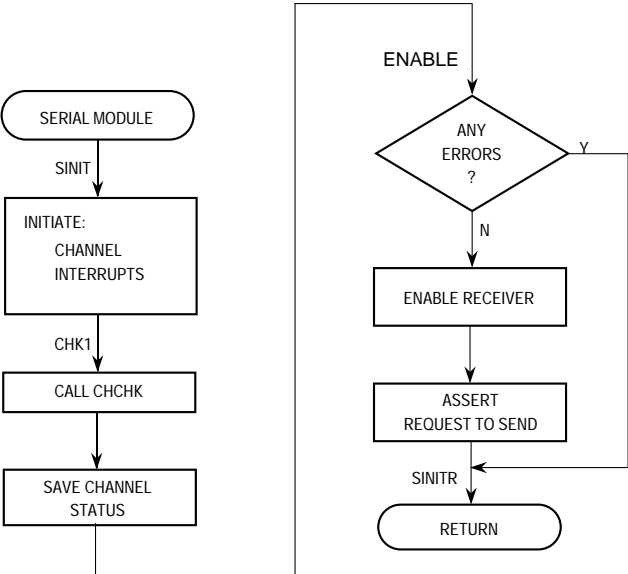 SERIAL MODULE
SINIT
INITIATE:
CHANNEL
INTERRUPTS
CHK1
CALL CHCHK
SAVE CHANNEL
STATUS
ENABLE
ANY
ERRORS
?
Y
N
ENABLE RECEIVER
ASSERT
REQUEST TO SEND
SINITR
RETURN